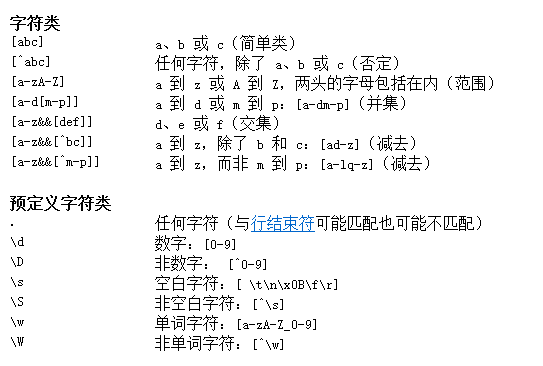 字符类
[abc] a、b 或 c（简单类）
[^abc] 任何字符，除了 a、b 或 c（否定）
[a-zA-Z] a 到 z 或 A 到 Z，两头的字母包括在内（范围）
[a-d[m-p]] a 到 d 或 m 到 p：[a-dm-p]（并集）
[a-z&&[def]] d、e 或 f（交集）
[a-z&&[^bc]] a 到 z，除了 b 和 c：[ad-z]（减去）
[a-z&&[^m-p]] a 到 z，而非 m 到 p：[a-lq-z]（减去）
预定义字符类
. 任何字符（与行结束符可能匹配也可能不匹配）
\d 数字：[0-9]
\D 非数字： [^0-9]
\s 空白字符：[ \t\n\x0B\f\r]
\S 非空白字符：[^\s]
\w 单词字符：[a-zA-Z_0-9]
\W 非单词字符：[^\w]